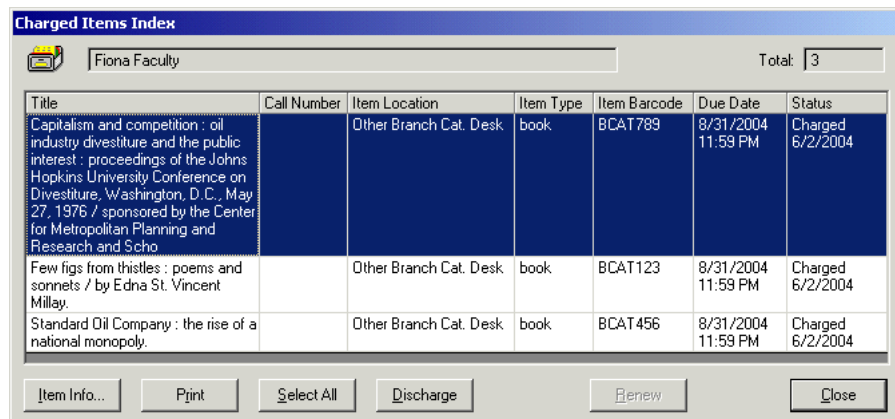 Charged Items Index
Fiona Faculty Total: 3
Title Call Number Item Location Item Type Item Barcode Due Date Status
Capitalism and competition : oil Other Branch Cat. Desk book BCAT789 8/31/2004 Charged
industry divestiture and the public 11:59 PM 6/2/2004
interest : proceedings of the Johns
Hopkins University Conference on
Divestiture, Washington, D.C., May
27, 1976 / sponsored by the Center
for Metropolitan Planning and
Research and Scho
Few figs from thistles : poems and Other Branch Cat. Desk book BCAT123 8/31/2004 Charged
sonnets / by Edna St. Vincent 11:59 PM 6/2/2004
Millay.
Standard Oil Company : the rise of a Other Branch Cat. Desk book BCAT456 8/31/2004 Charged
national monopoly. 11:59 PM 6/2/2004
Item Info... Print Select All Discharge Renew Close